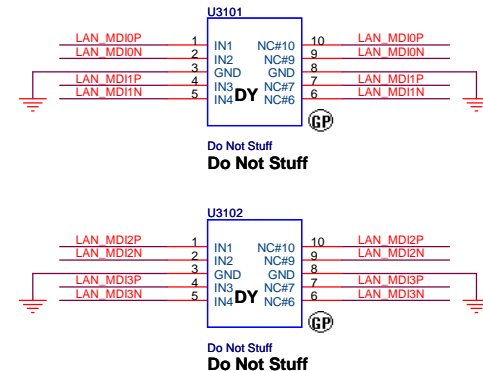 U3101
LAN_MDI0P 1 IN1 NC#10 10 LAN_MDI0P
LAN_MDI0N 2 IN2 NC#9 9 LAN_MDI0N
3 GND GND 8
LAN_MDI1P 4 IN3 NC#7 7 LAN_MDI1P
LAN_MDI1N 5 IN4 DY NC#6 6 LAN_MDI1N
GP
Do Not Stuff
Do Not Stuff
U3102
LAN_MDI2P 1 IN1 NC#10 10 LAN_MDI2P
LAN_MDI2N 2 IN2 NC#9 9 LAN_MDI2N
3 GND GND 8
LAN_MDI3P 4 IN3 NC#7 7 LAN_MDI3P
LAN_MDI3N 5 IN4 DY NC#6 6 LAN_MDI3N
GP
Do Not Stuff
Do Not Stuff